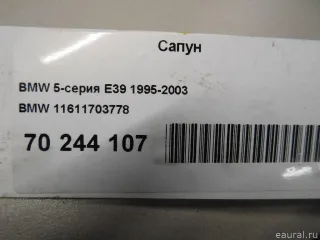 Сапун
BMW 5-серия E39 1995-2003
BMW 11611703778
70 244 107
eaural.ru